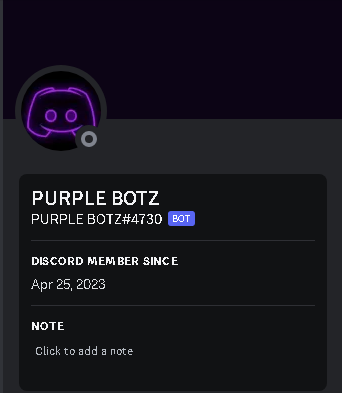 PURPLE BOTZ
PURPLE BOTZ#4730 BOT
DISCORD MEMBER SINCE
Apr 25, 2023
NOTE
Click to add a note